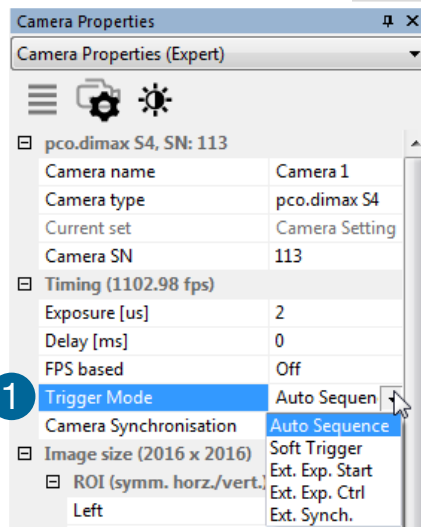 Camera Properties
Camera Properties (Expert)
pco.dimax S4, SN: 113
Camera name Camera 1
Camera type pco.dimax S4
Current set Camera Setting
Camera SN 113
Timing (1102.98 fps)
Exposure [us] 2
Delay [ms] 0
FPS based Off
1 Trigger Mode Auto Sequen
Camera Synchronisation Auto Sequence
Image size (2016 x 2016) Soft Trigger
Ext. Exp. Start
ROI (symm. horz./vert.) Ext. Exp. Ctrl
Left Ext. Synch.